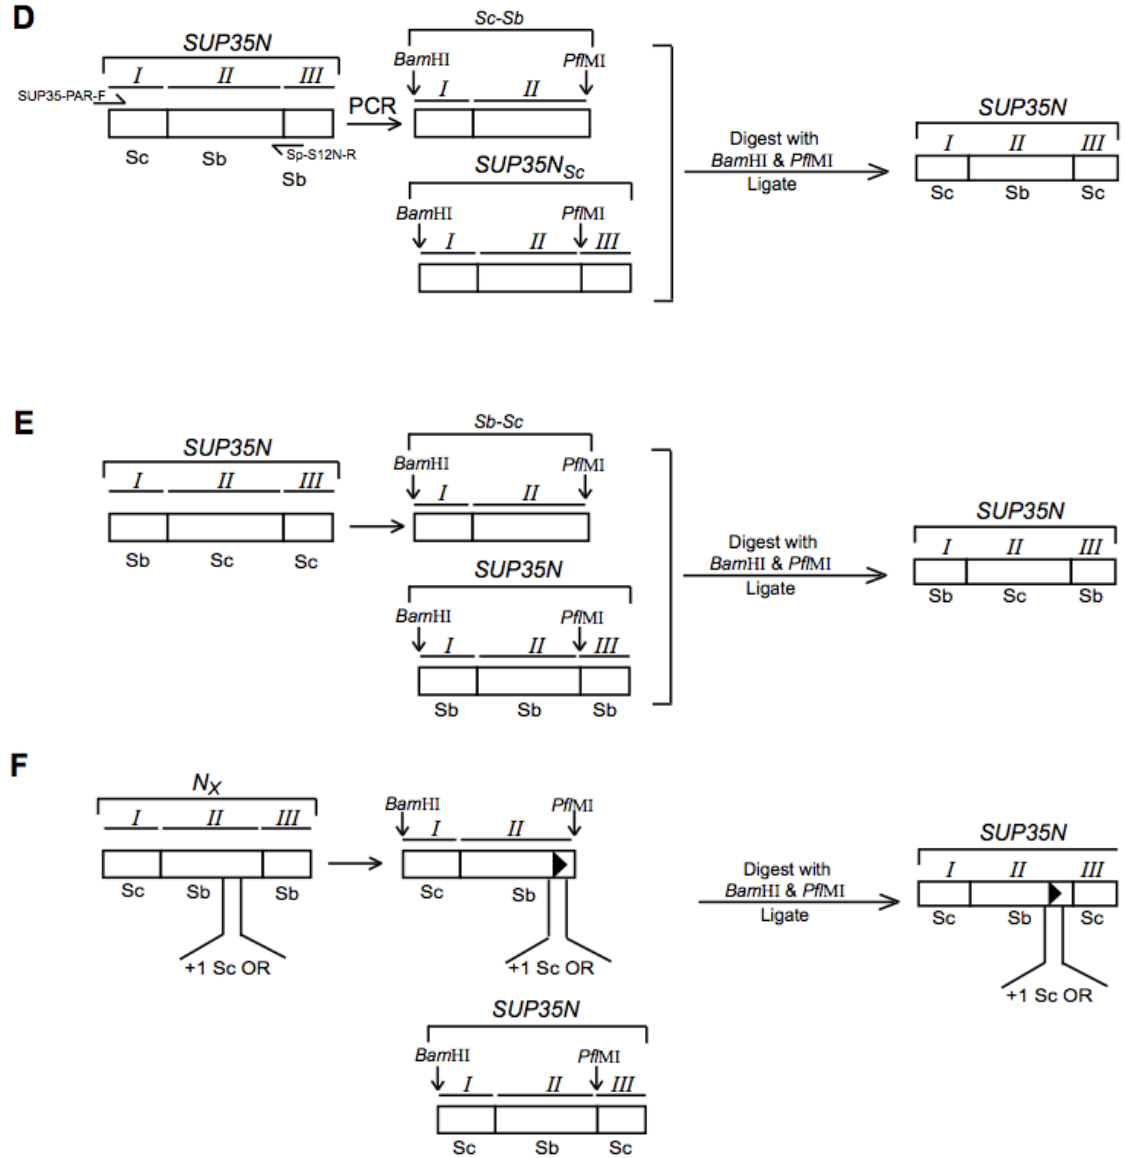 D
SUP35N
I II III
SUP35-PAR-F
Sc Sb
Sp-S12N-R
Sb
PCR
Sc-Sb
BamHI PflMI
I II
SUP35NSc
BamHI PflMI
I II III
Digest with
BamHI & PflMI
Ligate
SUP35N
I II III
Sc Sb Sc
E
SUP35N
I II III
Sb Sc Sc
Sb-Sc
BamHI PflMI
I II
SUP35N
BamHI PflMI
I II III
Sb Sb Sb
Digest with
BamHI & PflMI
Ligate
SUP35N
I II III
Sb Sc Sb
F
NX
I II III
Sc Sb Sb
+1 Sc OR
BamHI PflMI
I II
Sc Sb
+1 Sc OR
SUP35N
BamHI PflMI
I II III
Sc Sb Sc
Digest with
BamHI & PflMI
Ligate
SUP35N
I II III
Sc Sb Sc
+1 Sc OR